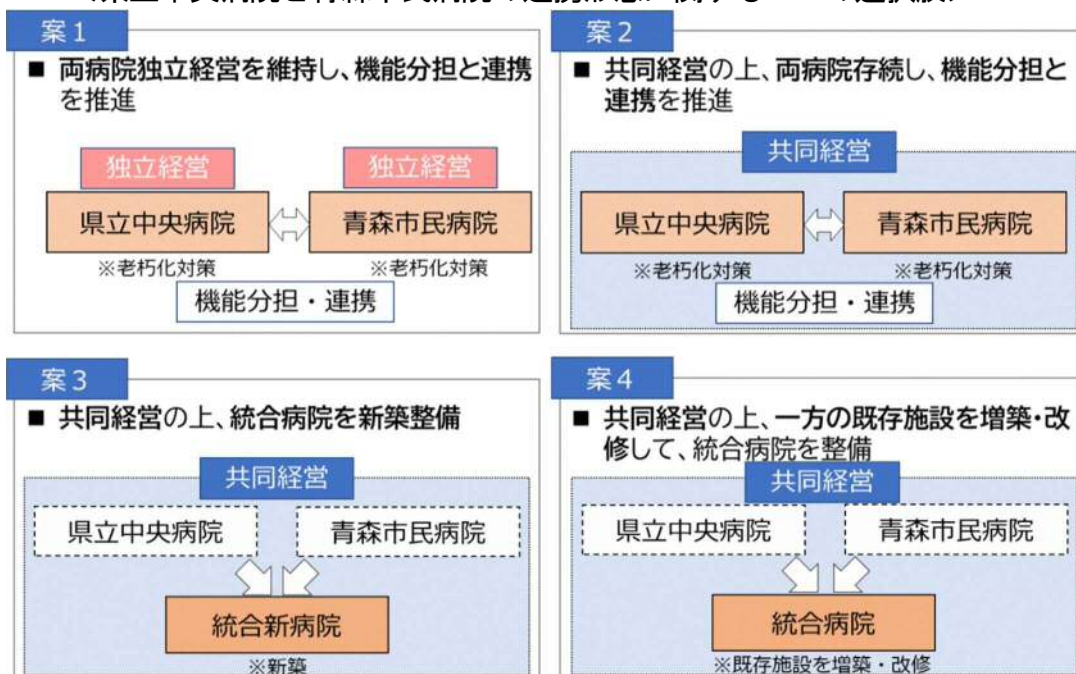 案1
■ 両病院独立経営を維持し、機能分担と連携
を推進
独立経営
独立経営
県立中央病院
青森市民病院
※老朽化対策
※老朽化対策
機能分担・連携
案2
■ 共同経営の上、両病院存続し、機能分担と
連携を推進
共同経営
県立中央病院
青森市民病院
※老朽化対策
※老朽化対策
機能分担・連携
案3
■ 共同経営の上、統合病院を新築整備
共同経営
県立中央病院
青森市民病院
統合新病院
※新築
案4
■ 共同経営の上、一方の既存施設を増築・改
修して、統合病院を整備
共同経営
県立中央病院
青森市民病院
統合病院
※既存施設を増築・改修